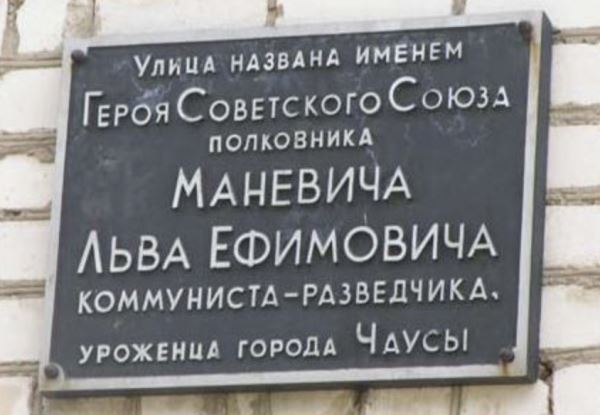 Улица названа именем
Героя Советского Союза
полковника
Маневича
Льва Ефимовича
коммуниста-разведчика,
уроженца города Чаусы